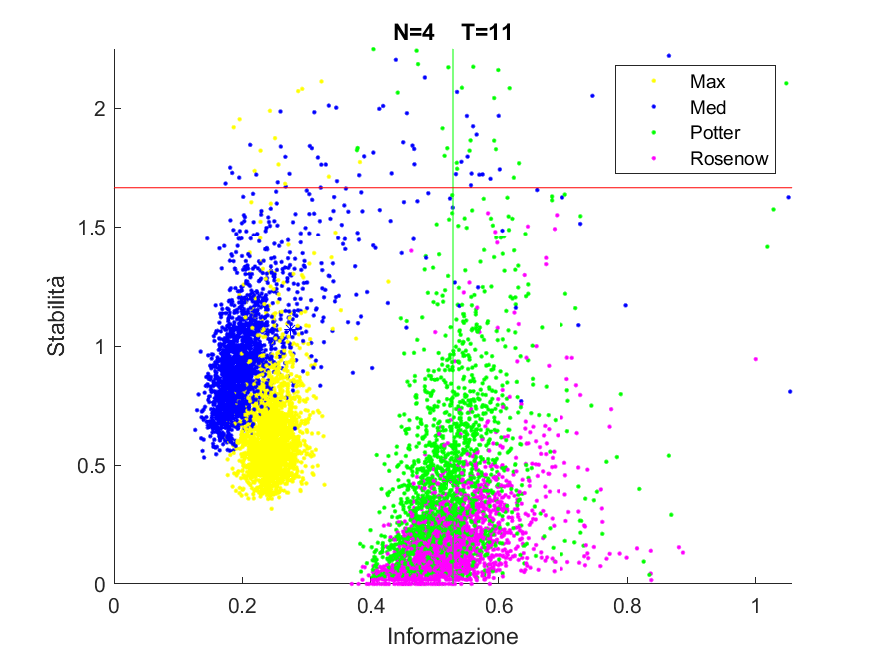 N=4 T=11
Max
Med
Potter
Rosenow
Stabilità
2
1.5
1
0.5
0
0 0.2 0.4 0.6 0.8 1
Informazione